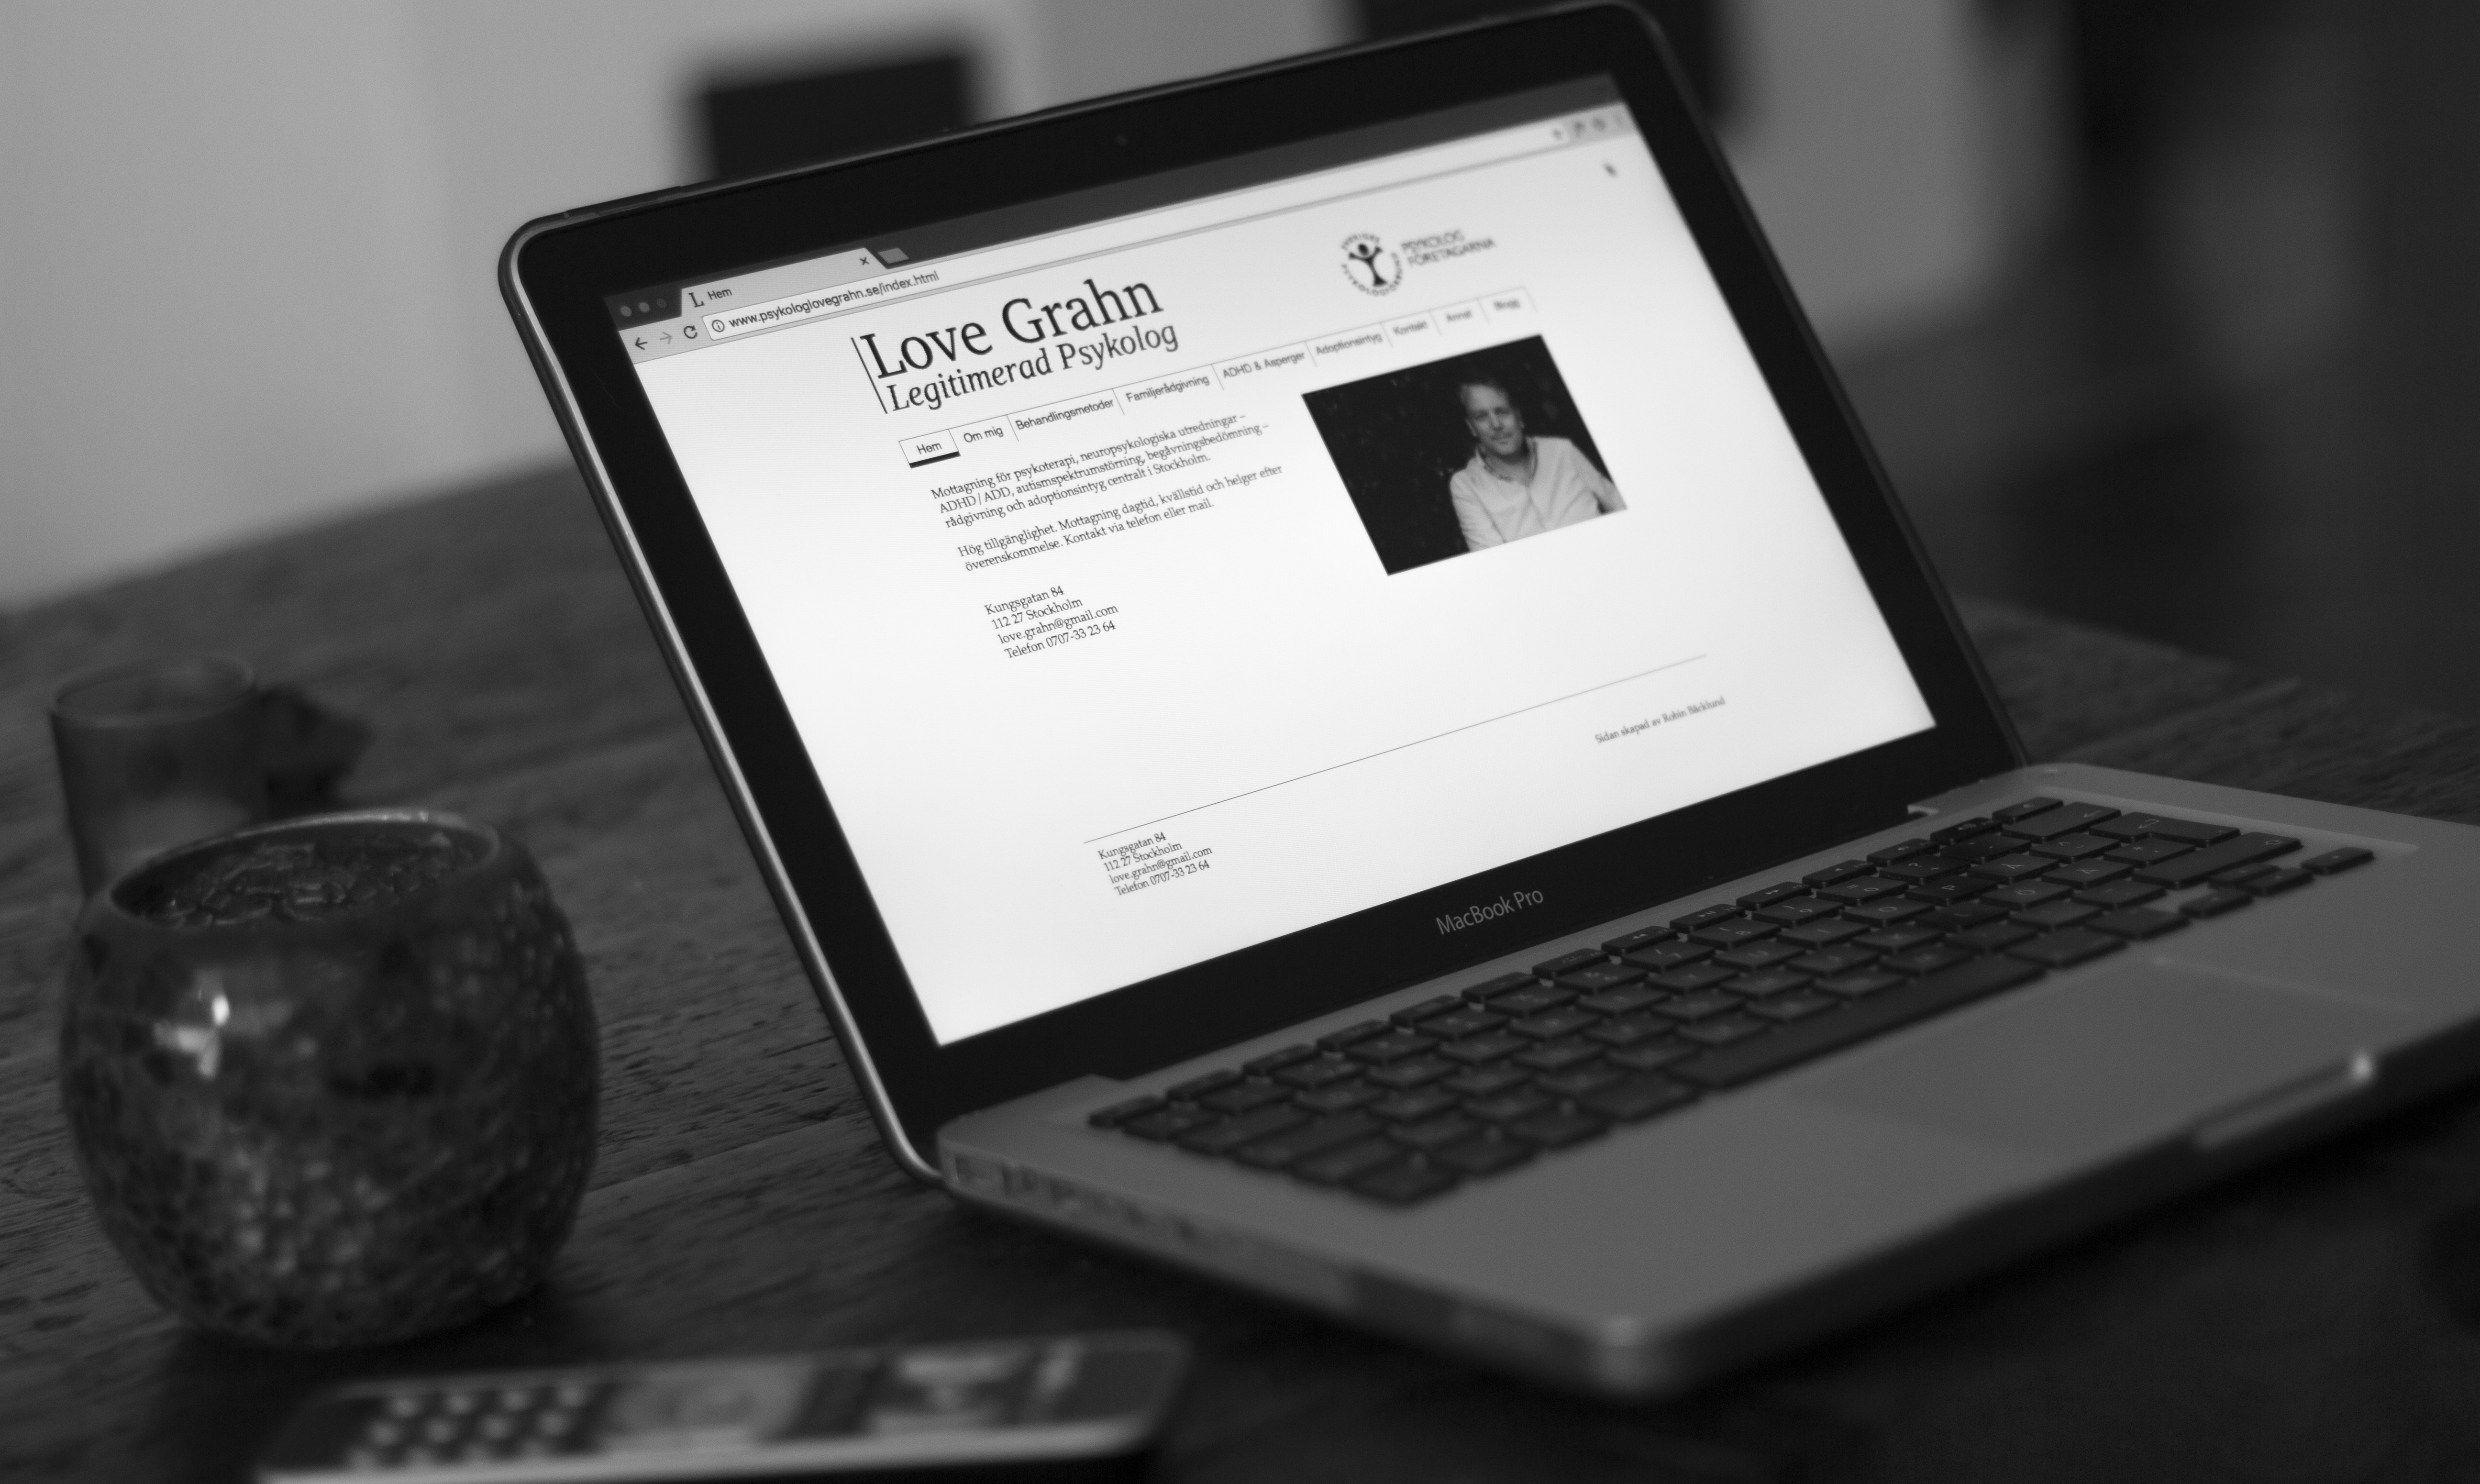 Hem
www.psykologlovegrahn.se/index.html
Love Grahn
Legitimerad Psykolog
PSYKOLOG
FÖRETAGARNA
Hem
Om mig
Behandlingsmetoder
Familjerådgivning
ADHD & Asperger
Adoptionsintyg
Kontakt
Annat
Blogg
Mottagning för psykoterapi, neuropsykologiska utredningar –
ADHD / ADD, autismspektrumstörning, begåvningsbedömning –
rådgivning och adoptionsintyg centralt i Stockholm.
Hög tillgänglighet. Mottagning dagtid, kvällstid och helger efter
överenskommelse. Kontakt via telefon eller mail.
Kungsgatan 84
112 27 Stockholm
love.grahn@gmail.com
Telefon 0707-33 23 64
Sidan skapad av Robin Bäcklund
Kungsgatan 84
112 27 Stockholm
love.grahn@gmail.com
Telefon 0707-33 23 64
MacBook Pro